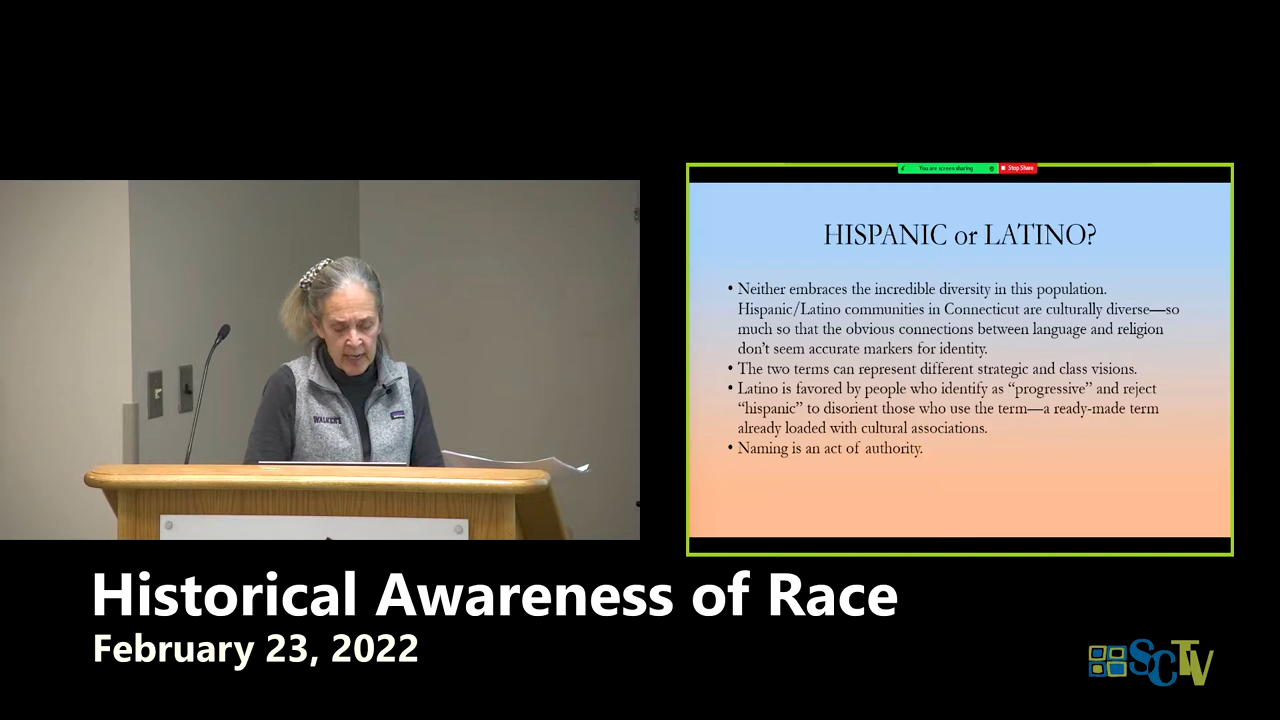 You are screen sharing
Stop Share
HISPANIC or LATINO?
• Neither embraces the incredible diversity in this population.
Hispanic/Latino communities in Connecticut are culturally diverse—so
much so that the obvious connections between language and religion
don't seem accurate markers for identity.
• The two terms can represent different strategic and class visions.
• Latino is favored by people who identify as “progressive” and reject
“hispanic” to disorient those who use the term—a ready-made term
already loaded with cultural associations.
• Naming is an act of authority.
WALKER'S
Historical Awareness of Race
February 23, 2022
SCTV